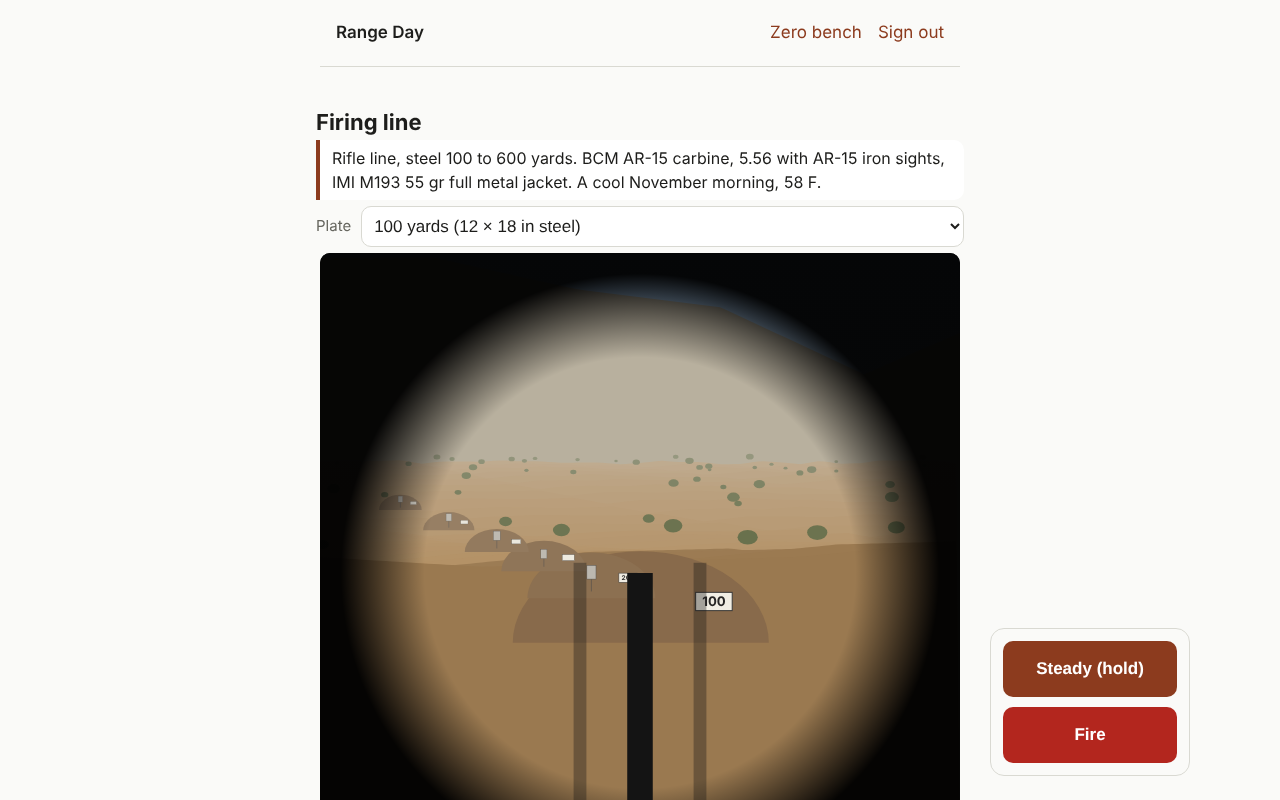 Range Day
Zero bench
Sign out
Firing line
Rifle line, steel 100 to 600 yards. BCM AR-15 carbine, 5.56 with AR-15 iron sights,
IMI M193 55 gr full metal jacket. A cool November morning, 58 F.
Plate
100 yards (12 × 18 in steel)
100
Steady (hold)
Fire